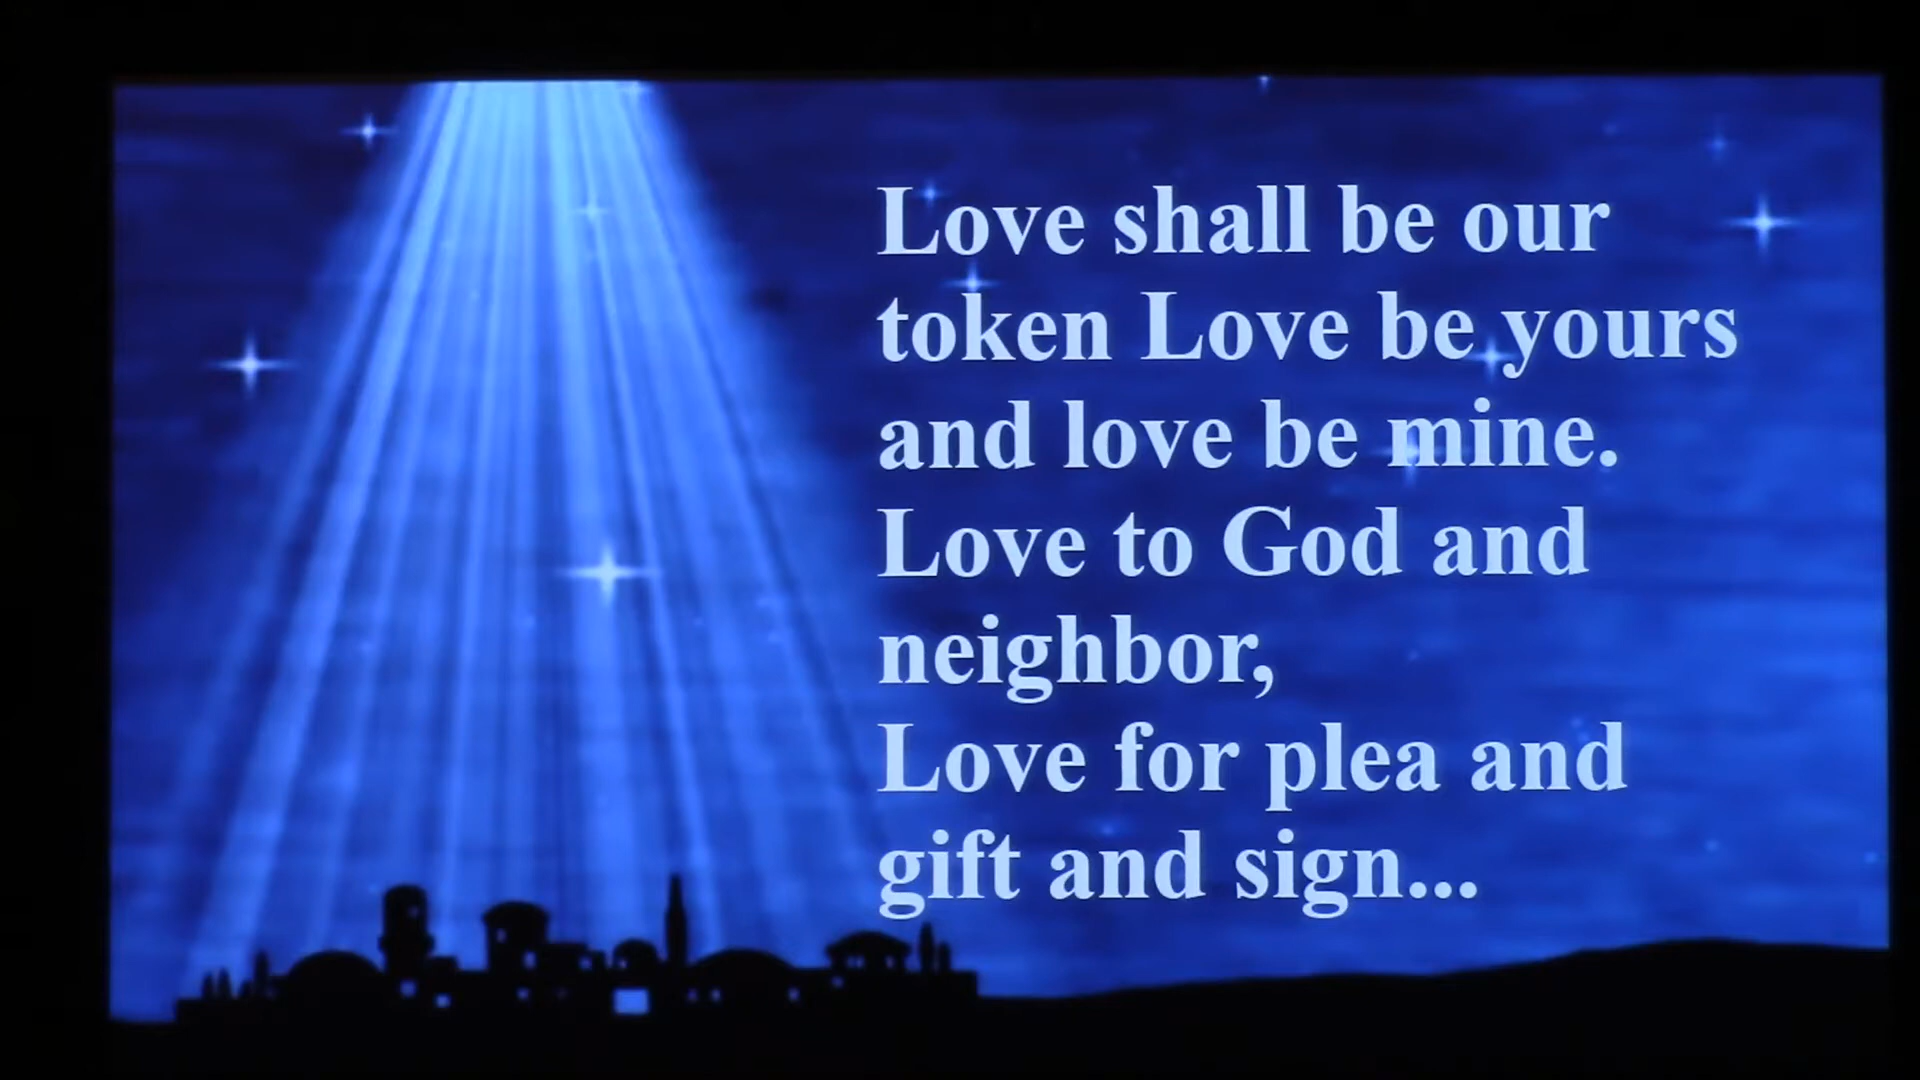 Love shall be our
token Love be yours
and love be mine.
Love to God and
neighbor,
Love for plea and
gift and sign...